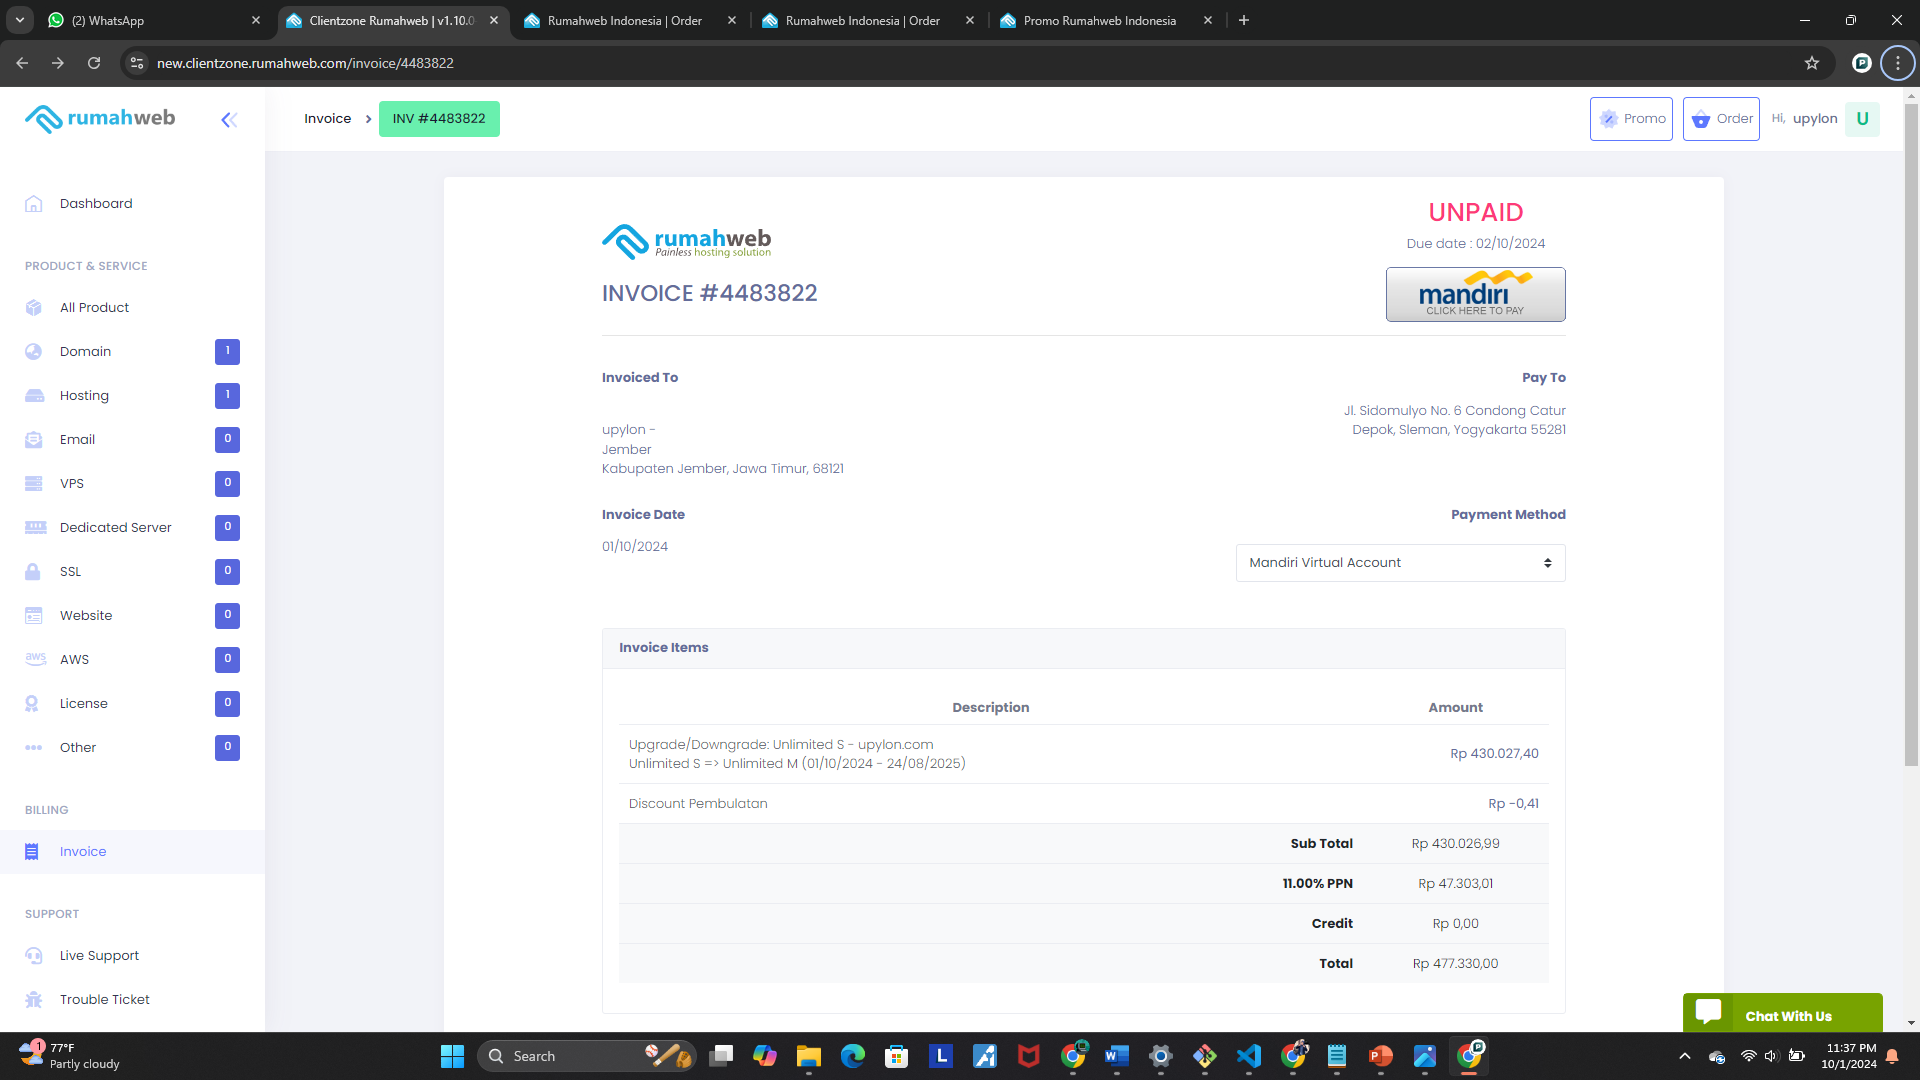 (2) WhatsApp
Clientzone Rumahweb | v1.10.0
Rumahweb Indonesia | Order
Rumahweb Indonesia | Order
Promo Rumahweb Indonesia
new.clientzone.rumahweb.com/invoice/4483822
rumahweb
Invoice
INV #4483822
Promo
Order
Hi, upylon
U
Dashboard
PRODUCT & SERVICE
All Product
Domain 1
Hosting 1
Email 0
VPS 0
Dedicated Server 0
SSL 0
Website 0
aws AWS 0
License 0
Other 0
BILLING
Invoice
SUPPORT
Live Support
Trouble Ticket
rumahweb
Painless hosting solution
UNPAID
Due date : 02/10/2024
INVOICE #4483822
mandiri
CLICK HERE TO PAY
Invoiced To
Pay To
Jl. Sidomulyo No. 6 Condong Catur
Depok, Sleman, Yogyakarta 55281
upylon -
Jember
Kabupaten Jember, Jawa Timur, 68121
Invoice Date
Payment Method
01/10/2024
Mandiri Virtual Account
Invoice Items
Description Amount
Upgrade/Downgrade: Unlimited S - upylon.com
Unlimited S => Unlimited M (01/10/2024 - 24/08/2025)
Rp 430.027,40
Discount Pembulatan Rp -0,41
Sub Total Rp 430.026,99
11.00% PPN Rp 47.303,01
Credit Rp 0,00
Total Rp 477.330,00
Chat With Us
1
77°F
Partly cloudy
Search
11:37 PM
10/1/2024